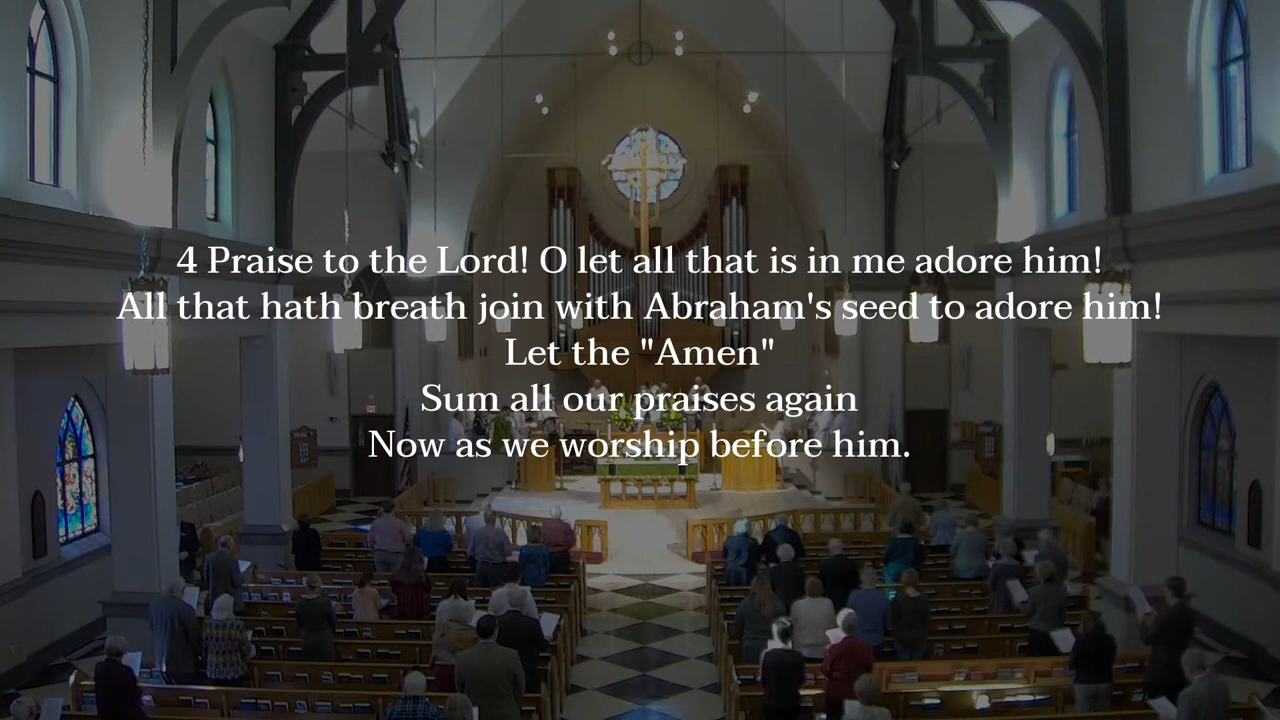 4 Praise to the Lord! O let all that is in me adore him!
All that hath breath join with Abraham's seed to adore him!
Let the "Amen"
Sum all our praises again
Now as we worship before him.